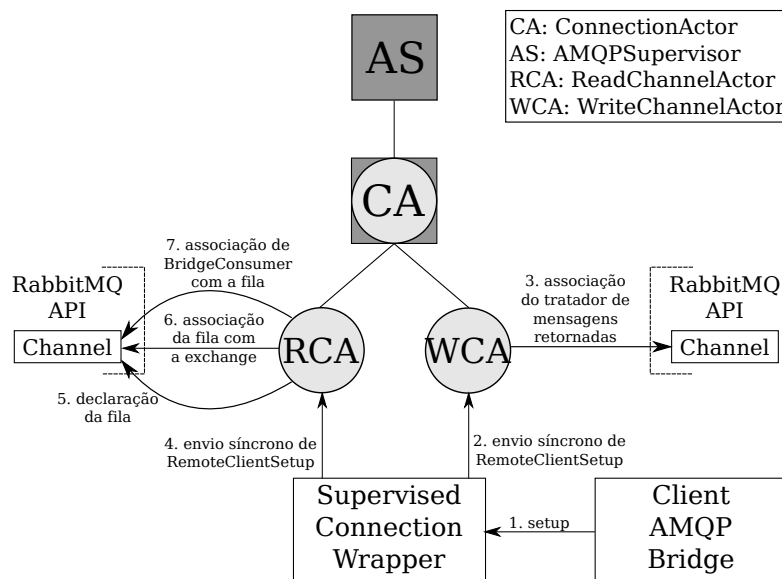 AS
CA: ConnectionActor
AS: AMQPSupervisor
RCA: ReadChannelActor
WCA: WriteChannelActor
CA
7. associação de
BridgeConsumer
com a fila
RabbitMQ
API
Channel
6. associação
da fila com
a exchange
5. declaração
da fila
RCA
WCA
3. associação
do tratador de
mensagens
retornadas
RabbitMQ
API
Channel
4. envio síncrono de
RemoteClientSetup
2. envio síncrono de
RemoteClientSetup
Supervised
Connection
Wrapper
1. setup
Client
AMQP
Bridge